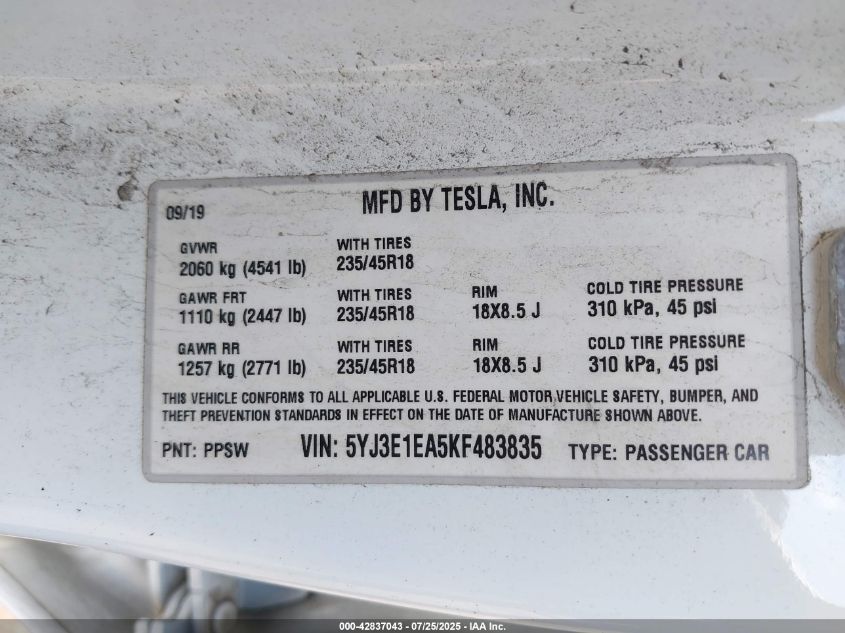 09/19
MFD BY TESLA, INC.
GVWR
2060 kg (4541 lb)
WITH TIRES
235/45R18
GAWR FRT
1110 kg (2447 lb)
WITH TIRES
235/45R18
RIM
18X8.5 J
COLD TIRE PRESSURE
310 kPa, 45 psi
GAWR RR
1257 kg (2771 lb)
WITH TIRES
235/45R18
RIM
18X8.5 J
COLD TIRE PRESSURE
310 kPa, 45 psi
THIS VEHICLE CONFORMS TO ALL APPLICABLE U.S. FEDERAL MOTOR VEHICLE SAFETY, BUMPER, AND
THEFT PREVENTION STANDARDS IN EFFECT ON THE DATE OF MANUFACTURE SHOWN ABOVE.
PNT: PPSW
VIN: 5YJ3E1EA5KF483835
TYPE: PASSENGER CAR
000-42837043 - 07/25/2025 - IAA Inc.